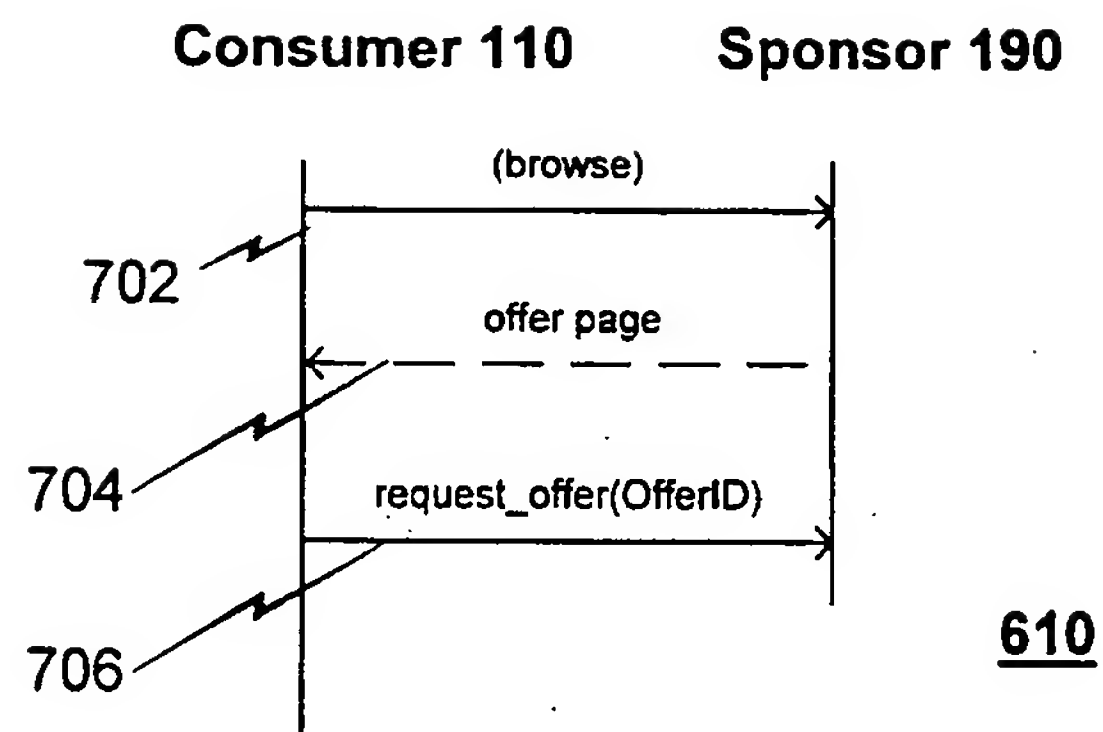 Consumer 110 Sponsor 190
(browse)
702
offer page
704
request_offer(OfferID)
706
610